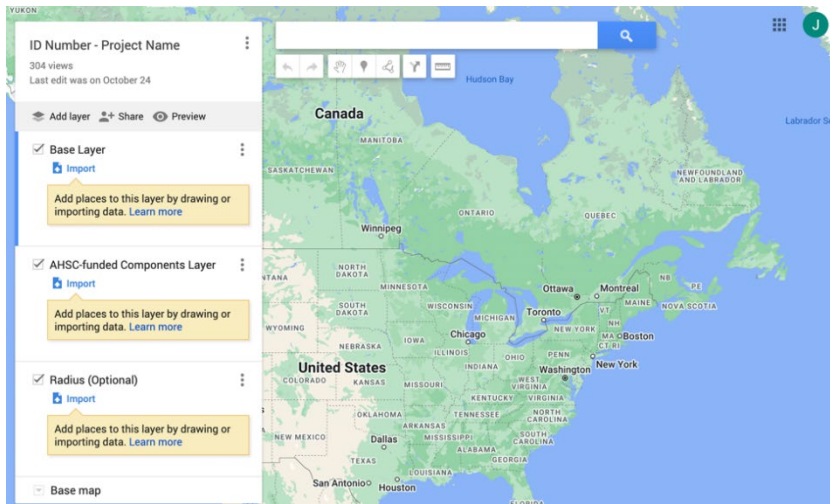 YUKON
ID Number - Project Name
304 views
Last edit was on October 24
Add layer Share Preview
Base Layer
Import
Add places to this layer by drawing or
importing data. Learn more
AHSC-funded Components Layer
Import
Add places to this layer by drawing or
importing data. Learn more
Radius (Optional)
Import
Add places to this layer by drawing or
importing data. Learn more
Base map
J
Hudson Bay
Canada
Labrador
MANITOBA
SASKATCHEWAN
NEWFOUNDLAND
AND LABRADOR
ONTARIO
QUEBEC
Winnipeg
NTANA
NORTH
DAKOTA
MINNESOTA
Ottawa
Montreal
NB
PE
SOUTH
DAKOTA
WISCONSIN
MICHIGAN
Toronto
VT
MAINE
NOVA SCOTIA
WYOMING
Chicago
NEW YORK
NH
MA
Boston
CT RI
NEBRASKA
IOWA
ILLINOIS
OHIO
PENN
New York
United States
INDIANA
Washington
COLORADO
KANSAS
MISSOURI
WEST
VIRGINIA
KENTUCKY
VIRGINIA
OKLAHOMA
TENNESSEE
NORTH
CAROLINA
ARKANSAS
NEW MEXICO
Dallas
MISSISSIPPI
SOUTH
CAROLINA
ALABAMA
TEXAS
GEORGIA
LOUISIANA
San Antonio
Houston
FLORIDA